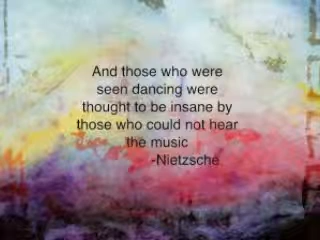 And those who were
seen dancing were
thought to be insane by
those who could not hear
the music
-Nietzsche